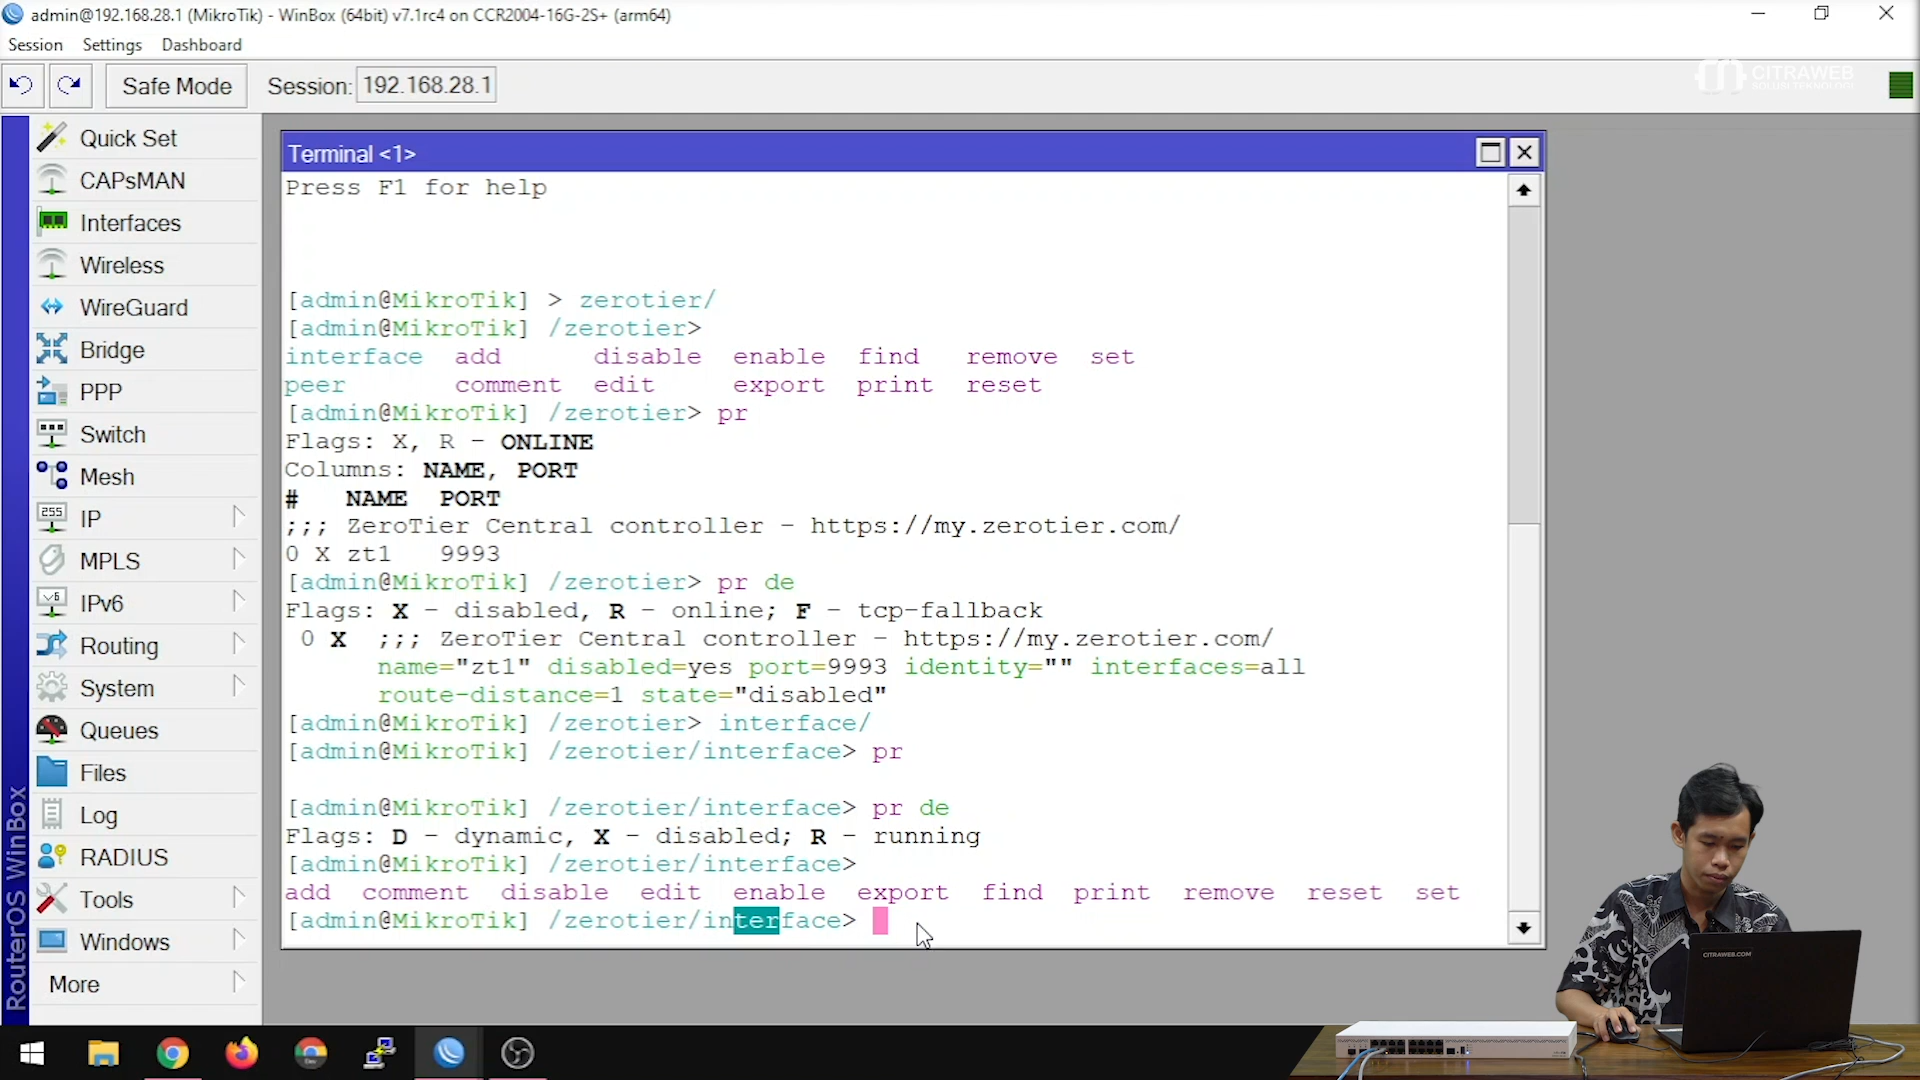 admin@192.168.28.1 (MikroTik) - WinBox (64bit) v7.1rc4 on CCR2004-16G-2S+ (arm64)
Session Settings Dashboard
Safe Mode Session: 192.168.28.1
CITRAWEB
SOLUSI TEKNOLOGI
Quick Set
CAPsMAN
Interfaces
Wireless
WireGuard
Bridge
PPP
Switch
Mesh
IP
MPLS
IPv6
Routing
System
Queues
Files
Log
RADIUS
Tools
Windows
More
RouterOS WinBox
Terminal <1>
Press F1 for help
[admin@MikroTik] > zerotier/
[admin@MikroTik] /zerotier>
interface add disable enable find remove set
peer comment edit export print reset
[admin@MikroTik] /zerotier> pr
Flags: X, R - ONLINE
Columns: NAME, PORT
# NAME PORT
;;; ZeroTier Central controller - https://my.zerotier.com/
0 X zt1 9993
[admin@MikroTik] /zerotier> pr de
Flags: X - disabled, R - online; F - tcp-fallback
0 X ;;; ZeroTier Central controller - https://my.zerotier.com/
name="zt1" disabled=yes port=9993 identity="" interfaces=all
route-distance=1 state="disabled"
[admin@MikroTik] /zerotier> interface/
[admin@MikroTik] /zerotier/interface> pr
[admin@MikroTik] /zerotier/interface> pr de
Flags: D - dynamic, X - disabled; R - running
[admin@MikroTik] /zerotier/interface>
add comment disable edit enable export find print remove reset set
[admin@MikroTik] /zerotier/interface>
CITRAWEB.COM